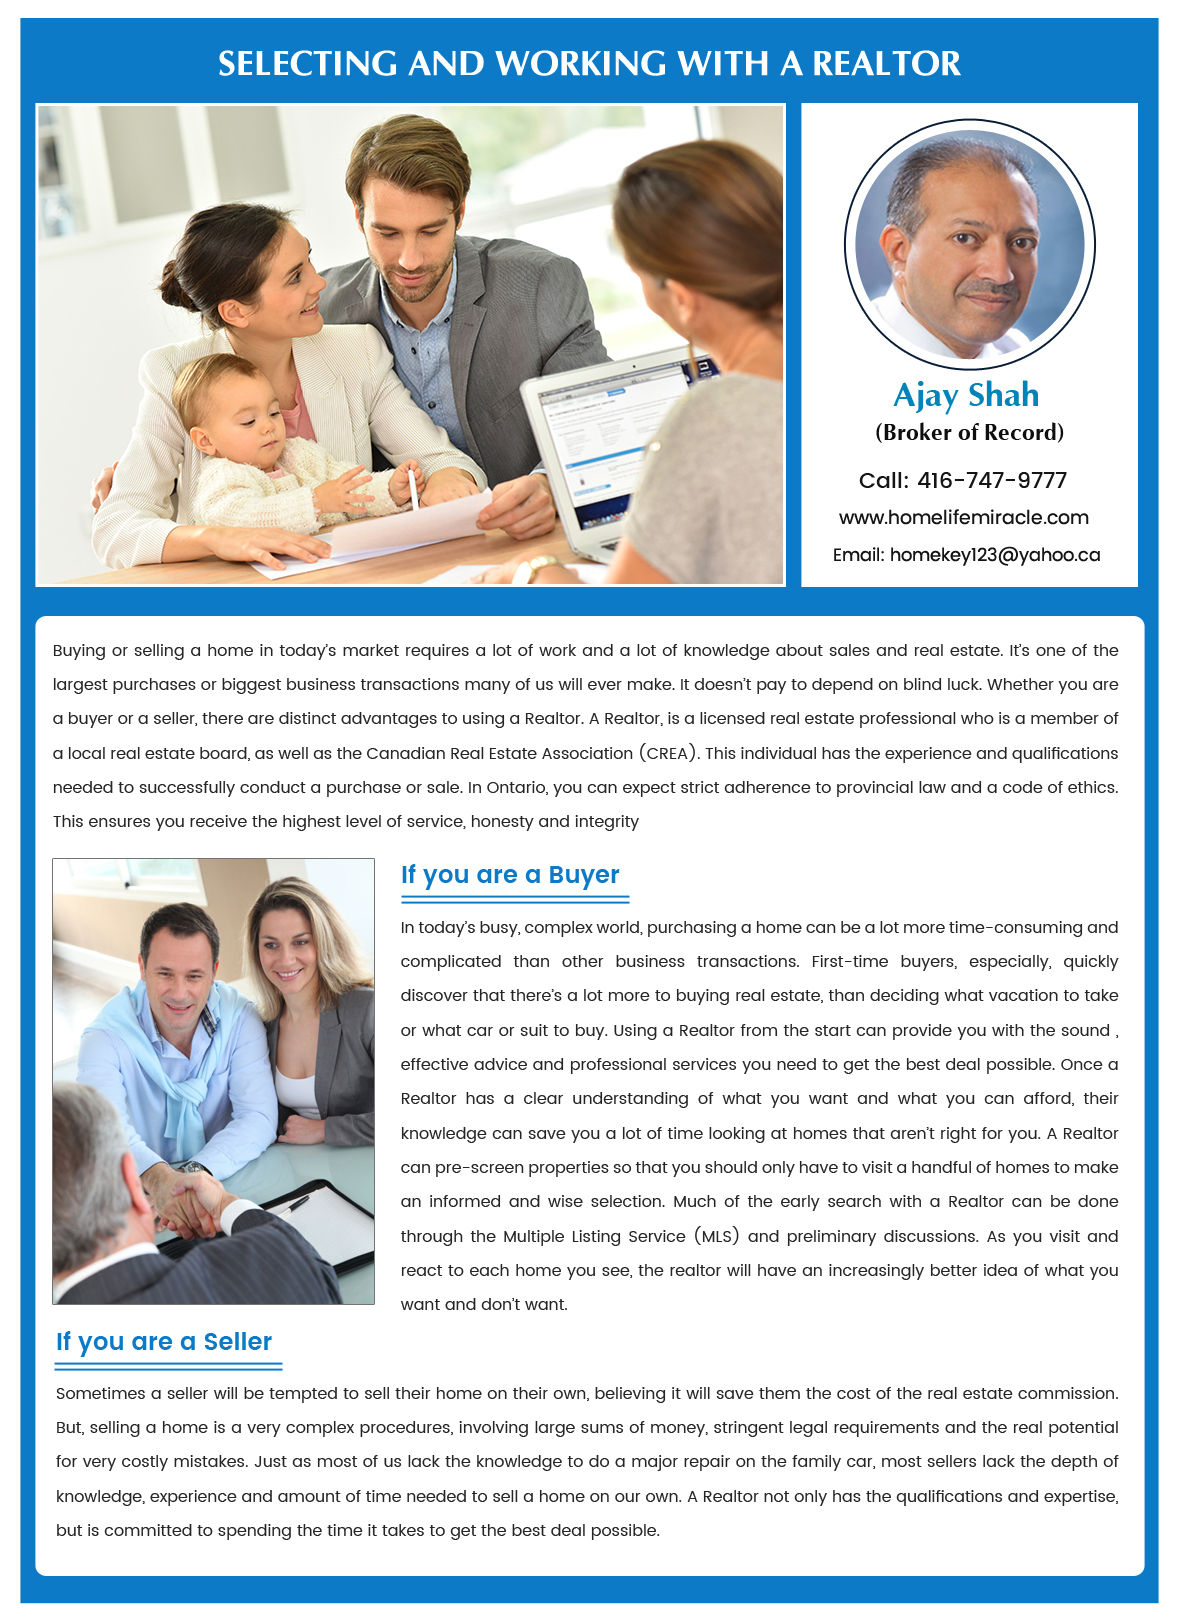 SELECTING AND WORKING WITH A REALTOR
Ajay Shah
(Broker of Record)
Call: 416-747-9777
www.homelifemiracle.com
Email: homekey123@yahoo.ca
Buying or selling a home in today's market requires a lot of work and a lot of knowledge about sales and real estate. It's one of the
largest purchases or biggest business transactions many of us will ever make. It doesn't pay to depend on blind luck. Whether you are
a buyer or a seller, there are distinct advantages to using a Realtor. A Realtor, is a licensed real estate professional who is a member of
a local real estate board, as well as the Canadian Real Estate Association (CREA). This individual has the experience and qualifications
needed to successfully conduct a purchase or sale. In Ontario, you can expect strict adherence to provincial law and a code of ethics.
This ensures you receive the highest level of service, honesty and integrity
If you are a Buyer
In today's busy, complex world, purchasing a home can be a lot more time-consuming and
complicated than other business transactions. First-time buyers, especially, quickly
discover that there's a lot more to buying real estate, than deciding what vacation to take
or what car or suit to buy. Using a Realtor from the start can provide you with the sound ,
effective advice and professional services you need to get the best deal possible. Once a
Realtor has a clear understanding of what you want and what you can afford, their
knowledge can save you a lot of time looking at homes that aren't right for you. A Realtor
can pre-screen properties so that you should only have to visit a handful of homes to make
an informed and wise selection. Much of the early search with a Realtor can be done
through the Multiple Listing Service (MLS) and preliminary discussions. As you visit and
react to each home you see, the realtor will have an increasingly better idea of what you
want and don't want.
If you are a Seller
Sometimes a seller will be tempted to sell their home on their own, believing it will save them the cost of the real estate commission.
But, selling a home is a very complex procedures, involving large sums of money, stringent legal requirements and the real potential
for very costly mistakes. Just as most of us lack the knowledge to do a major repair on the family car, most sellers lack the depth of
knowledge, experience and amount of time needed to sell a home on our own. A Realtor not only has the qualifications and expertise,
but is committed to spending the time it takes to get the best deal possible.